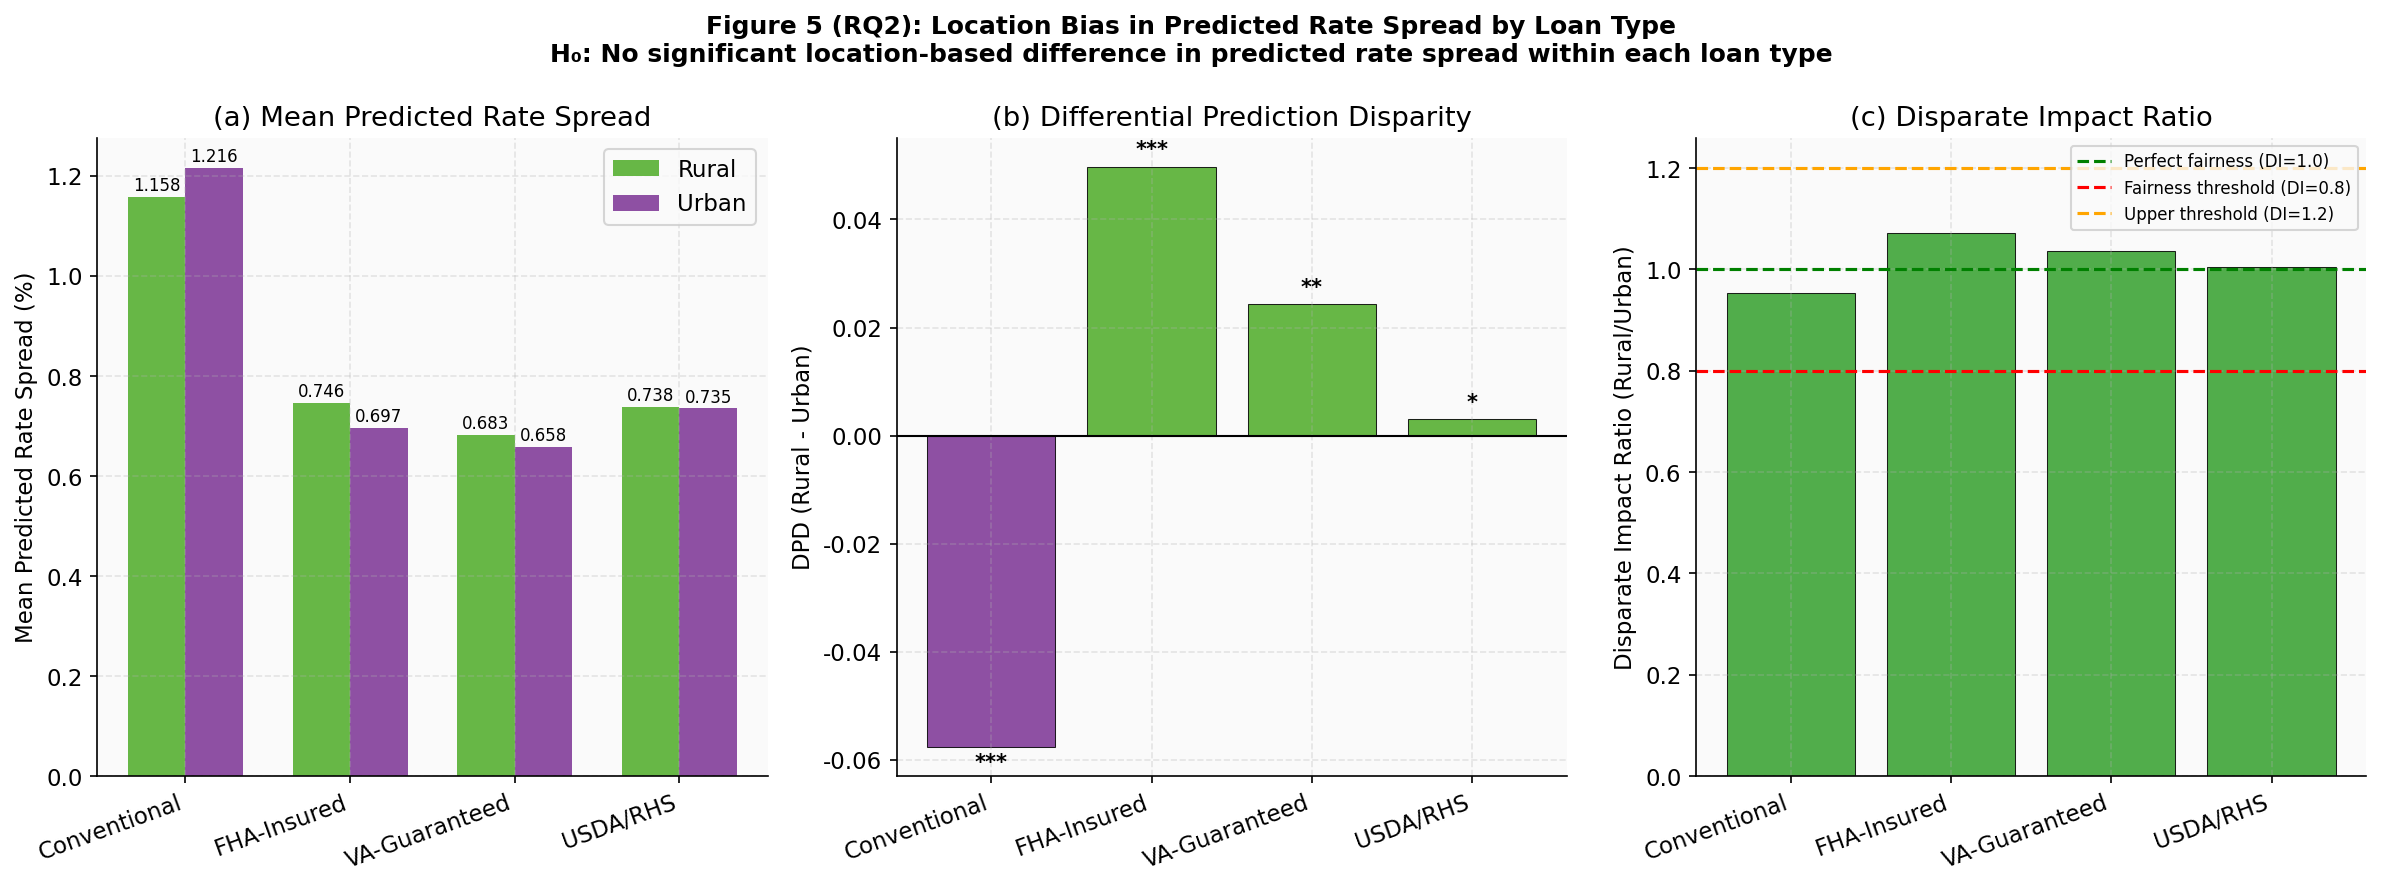 Figure 5 (RQ2): Location Bias in Predicted Rate Spread by Loan Type
H₀: No significant location-based difference in predicted rate spread within each loan type
(a) Mean Predicted Rate Spread
Mean Predicted Rate Spread (%)
1.2
1.0
0.8
0.6
0.4
0.2
0.0
1.158
1.216
0.746
0.697
0.683
0.658
0.738
0.735
Rural
Urban
Conventional
FHA-Insured
VA-Guaranteed
USDA/RHS
(b) Differential Prediction Disparity
DPD (Rural - Urban)
0.04
0.02
0.00
-0.02
-0.04
-0.06
***
***
**
*
Conventional
FHA-Insured
VA-Guaranteed
USDA/RHS
(c) Disparate Impact Ratio
Disparate Impact Ratio (Rural/Urban)
1.2
1.0
0.8
0.6
0.4
0.2
0.0
Perfect fairness (DI=1.0)
Fairness threshold (DI=0.8)
Upper threshold (DI=1.2)
Conventional
FHA-Insured
VA-Guaranteed
USDA/RHS